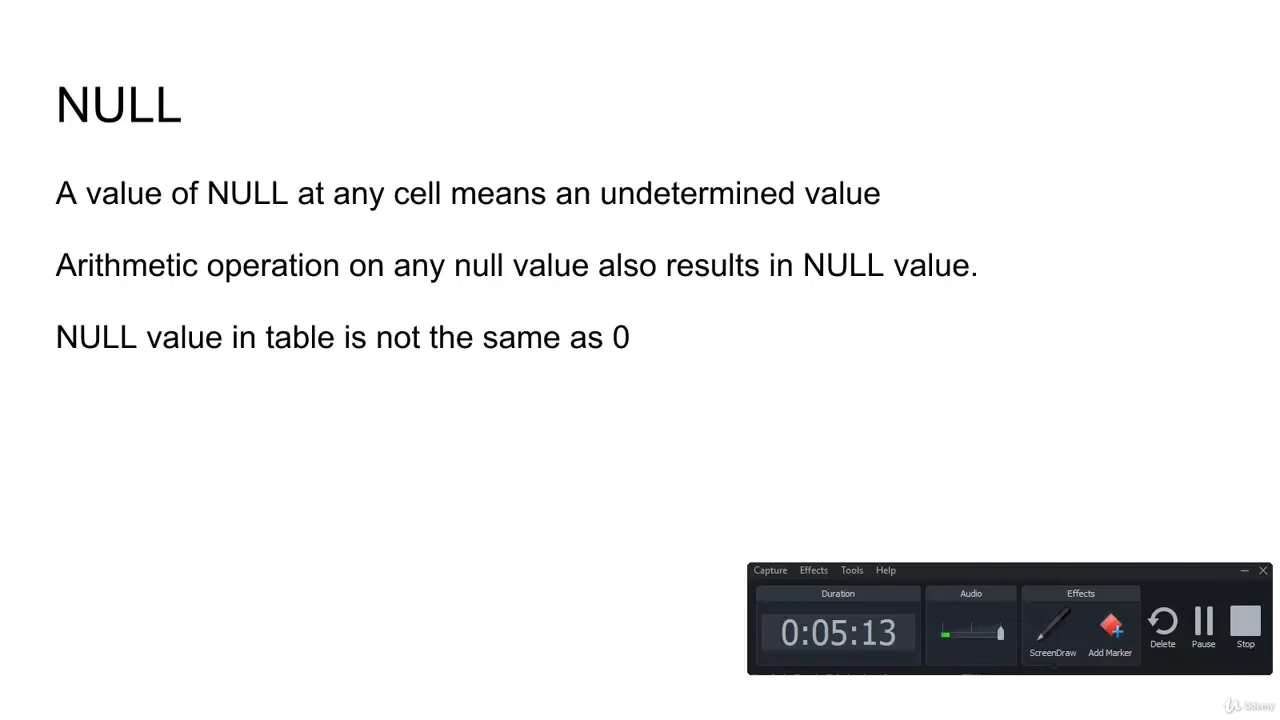 NULL
A value of NULL at any cell means an undetermined value
Arithmetic operation on any null value also results in NULL value.
NULL value in table is not the same as 0
Capture Effects Tools Help
Duration Audio Effects
0:05:13
ScreenDraw Add Marker Delete Pause Stop
Udemy